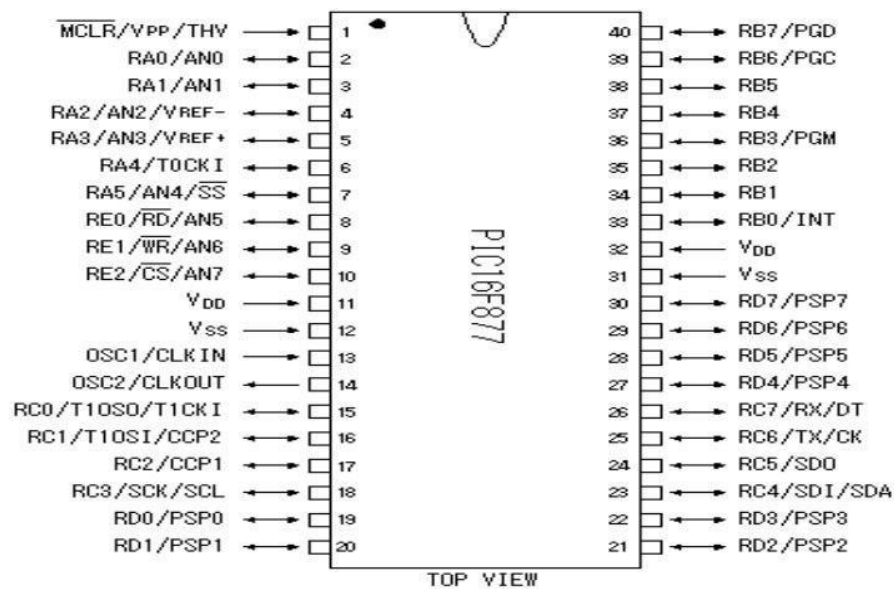 MCLR/VPP/THV 1
RA0/AN0 2
RA1/AN1 3
RA2/AN2/VREF- 4
RA3/AN3/VREF+ 5
RA4/T0CKI 6
RA5/AN4/SS 7
RE0/RD/AN5 8
RE1/WR/AN6 9
RE2/CS/AN7 10
VDD 11
VSS 12
OSC1/CLKIN 13
OSC2/CLKOUT 14
RC0/T1OSO/T1CKI 15
RC1/T1OSI/CCP2 16
RC2/CCP1 17
RC3/SCK/SCL 18
RD0/PSP0 19
RD1/PSP1 20
PIC16F877
40 RB7/PGD
39 RB6/PGC
38 RB5
37 RB4
36 RB3/PGM
35 RB2
34 RB1
33 RB0/INT
32 VDD
31 VSS
30 RD7/PSP7
29 RD6/PSP6
28 RD5/PSP5
27 RD4/PSP4
26 RC7/RX/DT
25 RC6/TX/CK
24 RC5/SDO
23 RC4/SDI/SDA
22 RD3/PSP3
21 RD2/PSP2
TOP VIEW